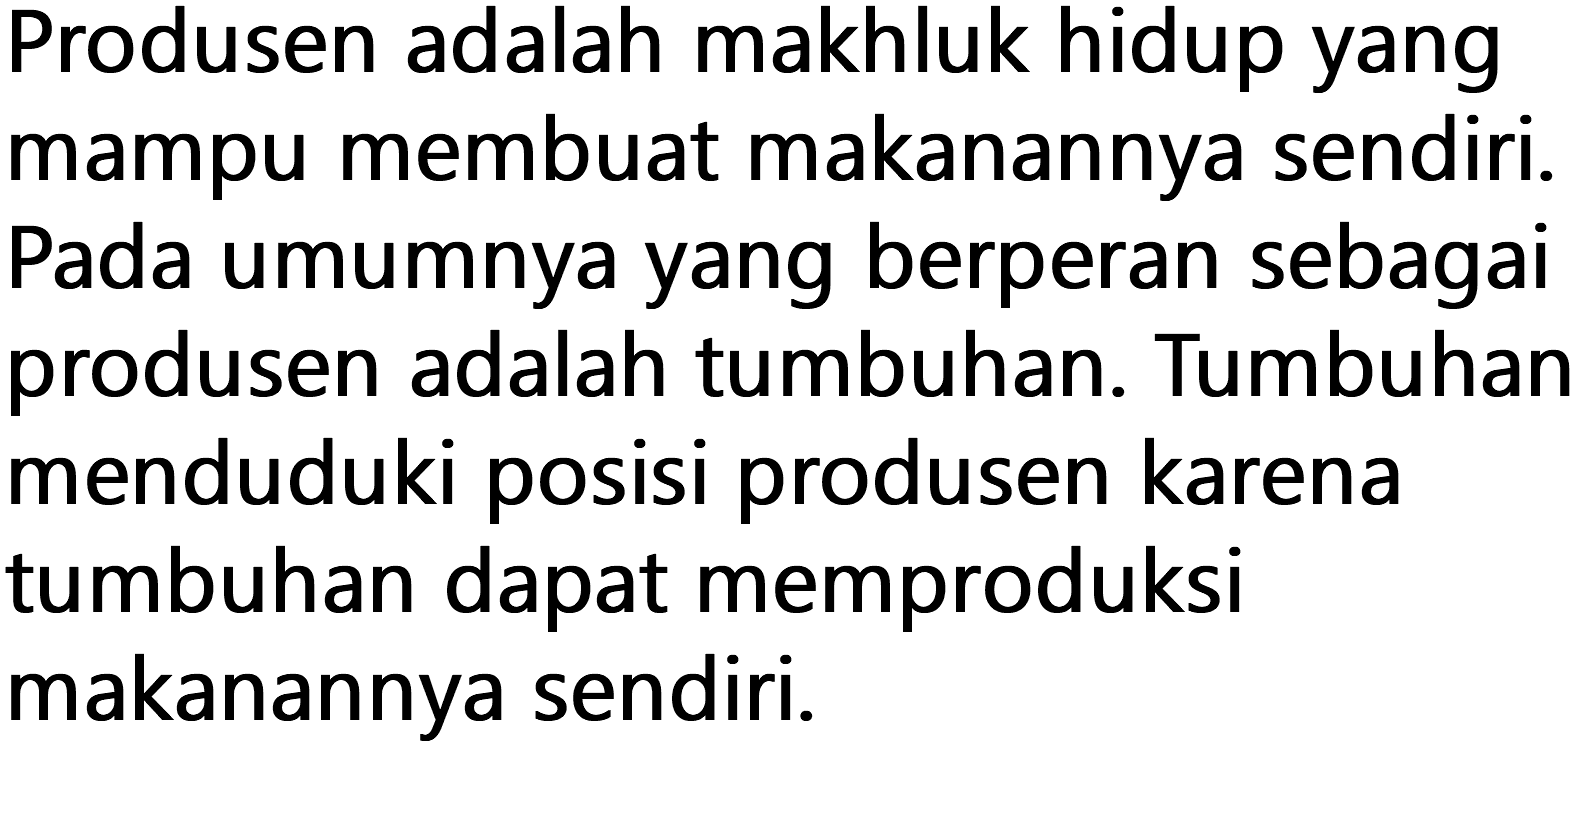 Produsen adalah makhluk hidup yang
mampu membuat makanannya sendiri.
Pada umumnya yang berperan sebagai
produsen adalah tumbuhan. Tumbuhan
menduduki posisi produsen karena
tumbuhan dapat memproduksi
makanannya sendiri.